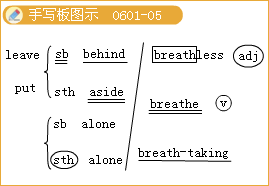 手写板图示 0601-05
leave sb behind
put sth aside
sb alone
sth alone
breathless adj
breathe v
breath-taking